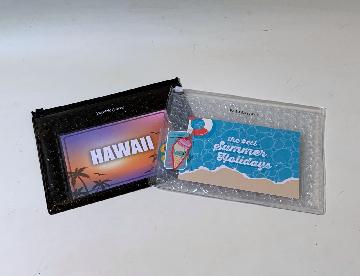 HAWAII
the best
Summer
Holidays